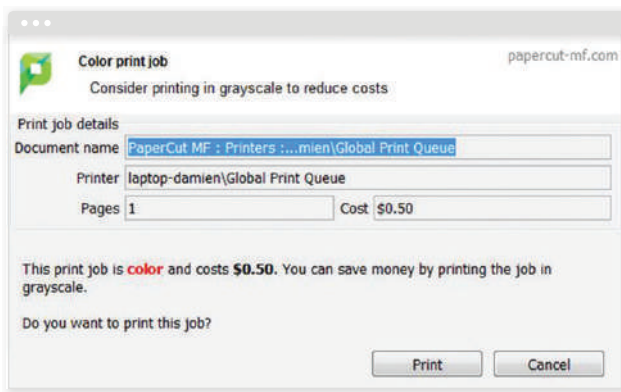 papercut-mf.com
Color print job
Consider printing in grayscale to reduce costs
Print job details
Document name PaperCut MF : Printers :...mien\Global Print Queue
Printer laptop-damien\Global Print Queue
Pages 1 Cost $0.50
This print job is color and costs $0.50. You can save money by printing the job in
grayscale.
Do you want to print this job?
Print Cancel